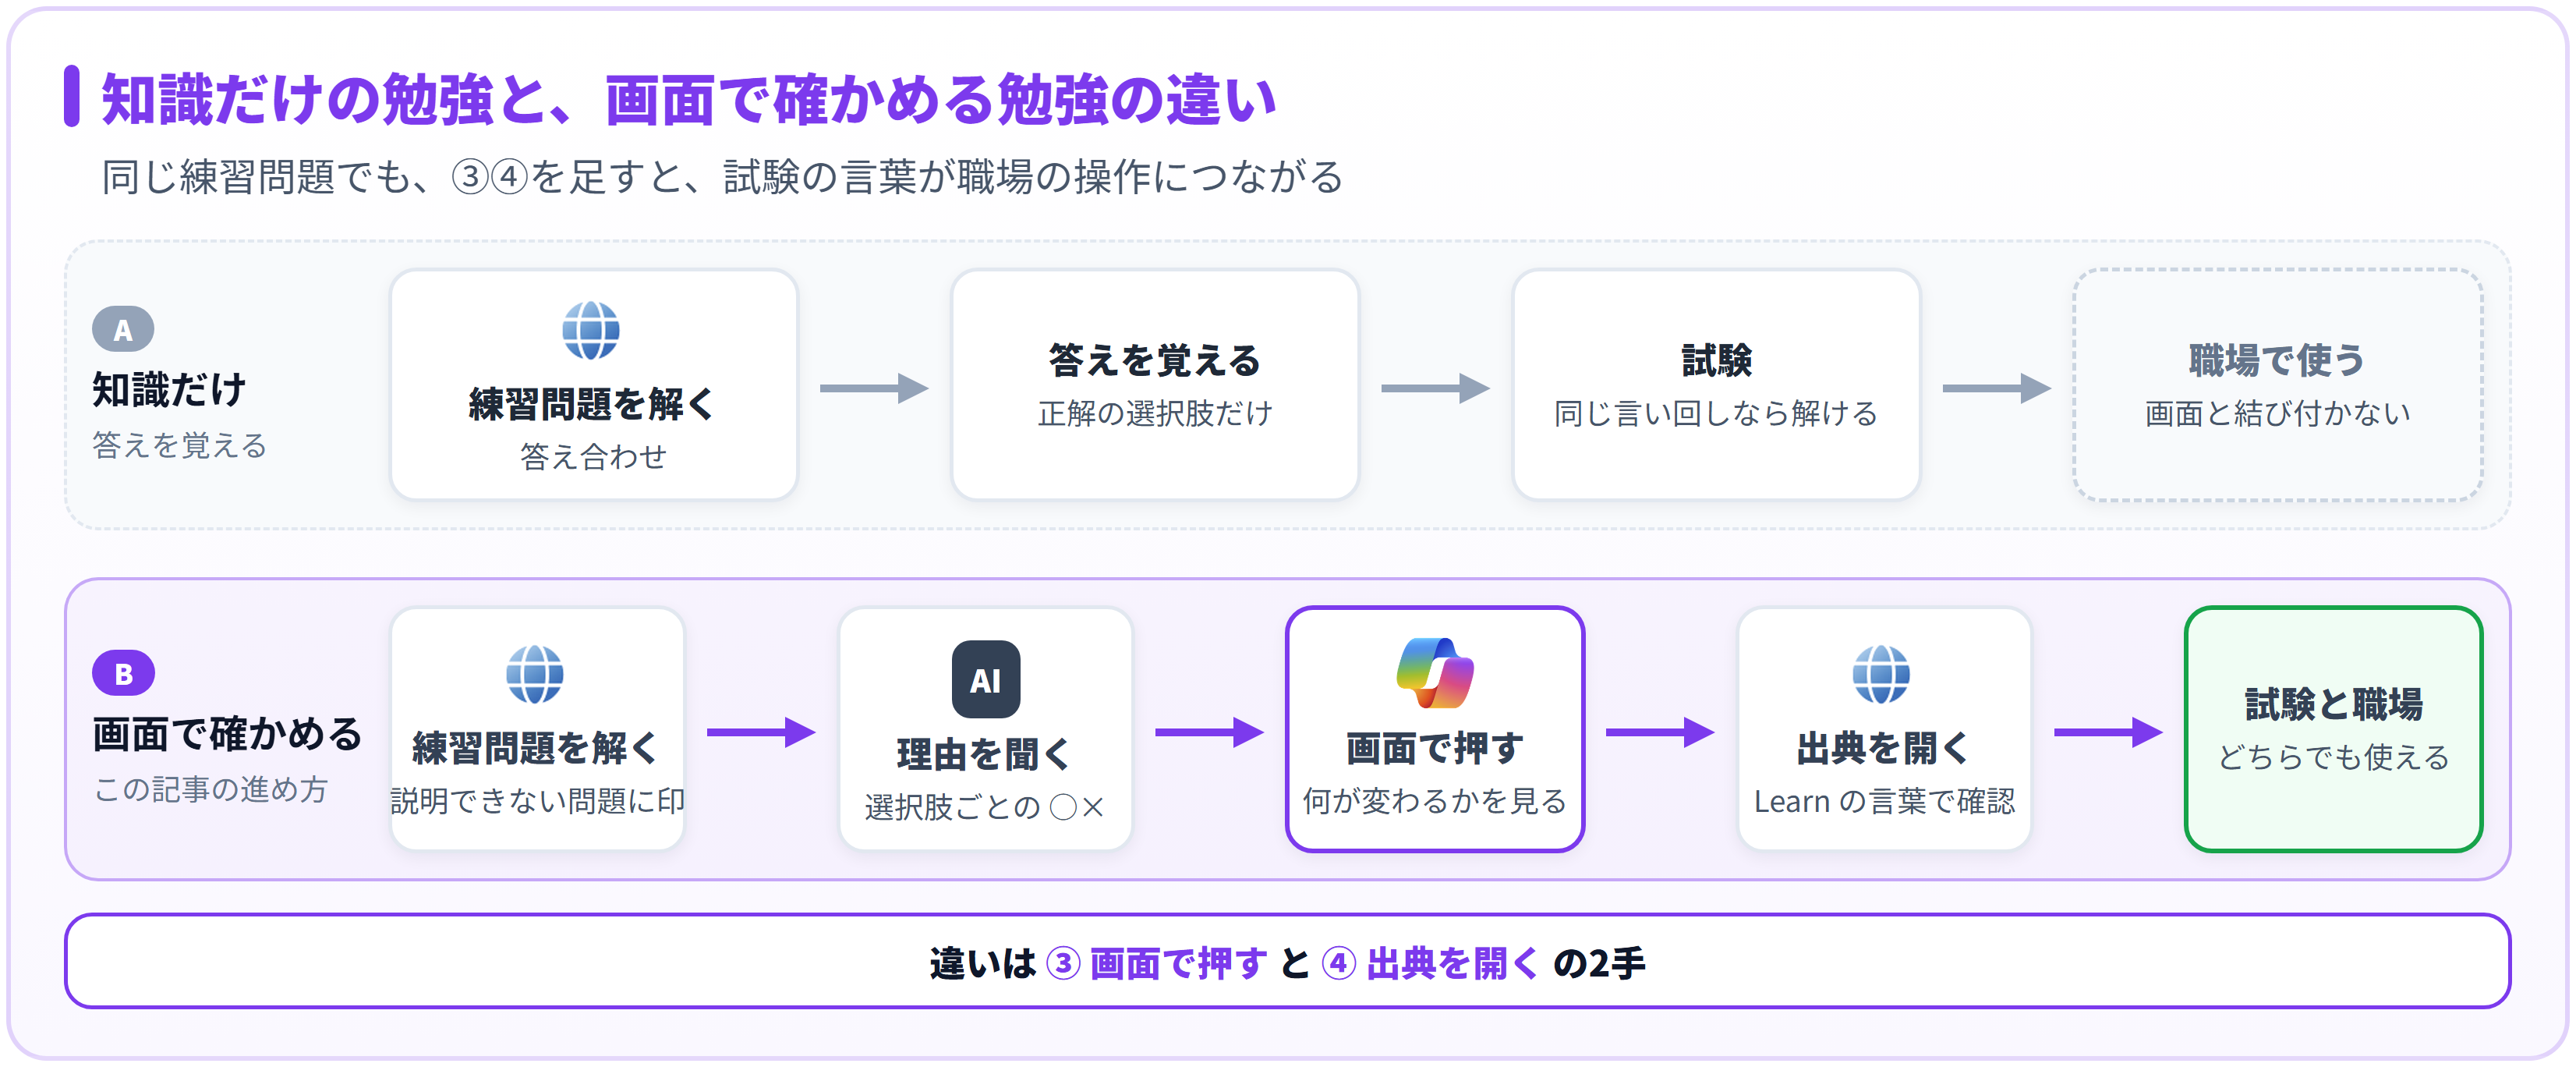 知識だけの勉強と、画面で確かめる勉強の違い
同じ練習問題でも、③④を足すと、試験の言葉が職場の操作につながる
A
知識だけ
答えを覚える
練習問題を解く
答え合わせ
答えを覚える
正解の選択肢だけ
試験
同じ言い回しなら解ける
職場で使う
画面と結び付かない
B
画面で確かめる
この記事の進め方
練習問題を解く
説明できない問題に印
AI
理由を聞く
選択肢ごとの ○×
画面で押す
何が変わるかを見る
出典を開く
Learn の言葉で確認
試験と職場
どちらでも使える
違いは ③ 画面で押す と ④ 出典を開く の2手